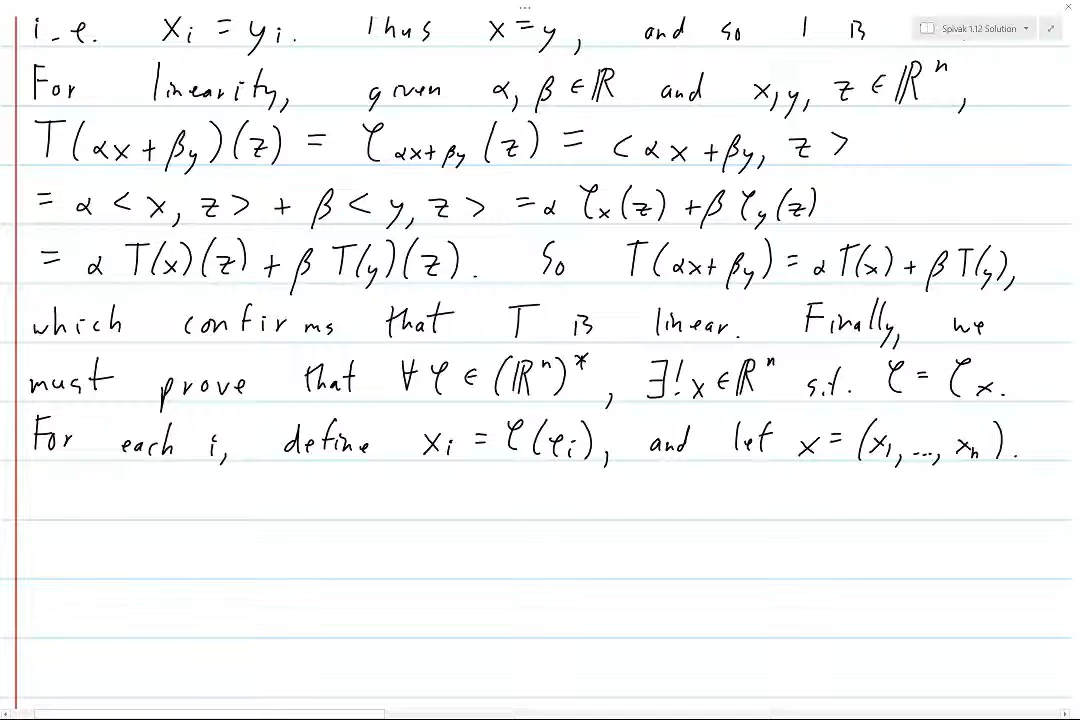 i.e. xᵢ = yᵢ. Thus x = y, and so T is
Spivak 1.12 Solution
For linearity, given α, β ∈ ℝ and x, y, z ∈ ℝⁿ,
T(αx + βy)(z) = φ_{αx+βy}(z) = <αx + βy, z>
= α<x, z> + β<y, z> = α φₓ(z) + β φ_y(z)
= α T(x)(z) + β T(y)(z). So T(αx + βy) = α T(x) + β T(y),
which confirms that T is linear. Finally, we
must prove that ∀ φ ∈ (ℝⁿ)*, ∃! x ∈ ℝⁿ s.t. φ = φₓ.
For each i, define xᵢ = φ(eᵢ), and let x = (x₁, ..., xₙ).